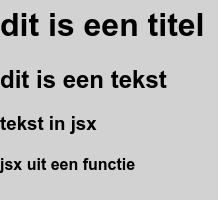 dit is een titel
dit is een tekst
tekst in jsx
jsx uit een functie